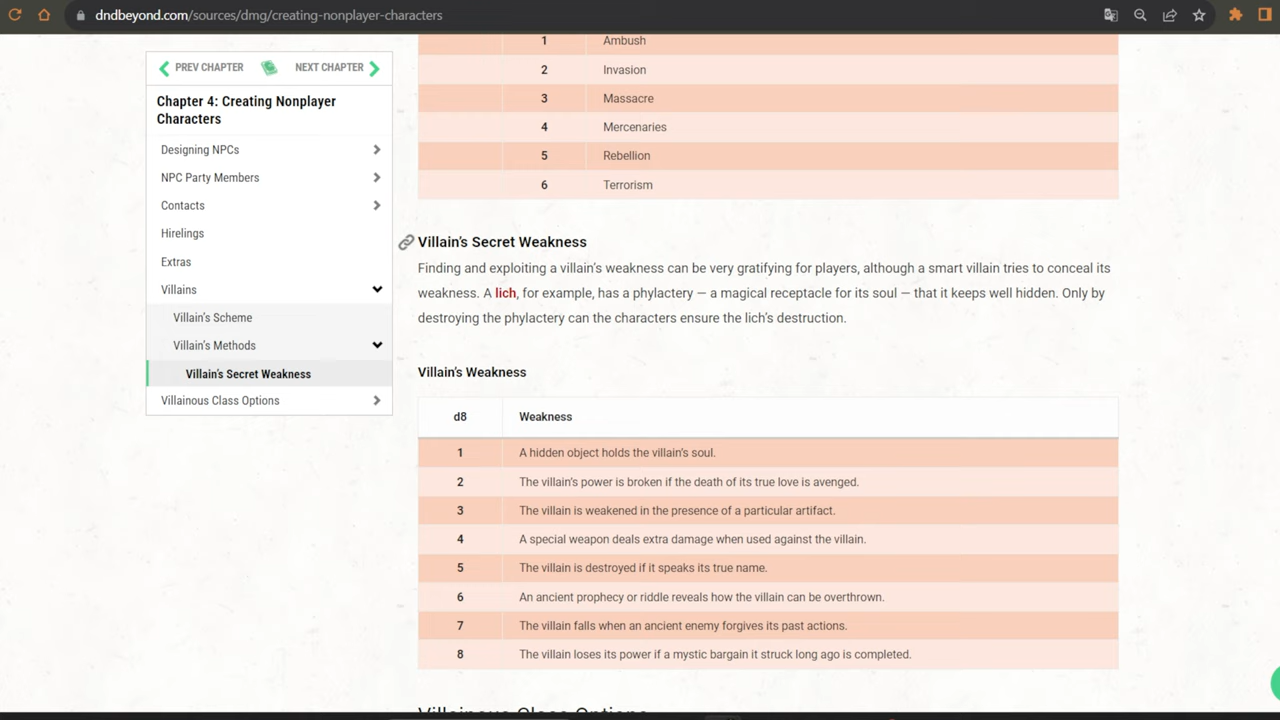 dndbeyond.com/sources/dmg/creating-nonplayer-characters
PREV CHAPTER
NEXT CHAPTER
Chapter 4: Creating Nonplayer
Characters
Designing NPCs
NPC Party Members
Contacts
Hirelings
Extras
Villains
Villain's Scheme
Villain's Methods
Villain's Secret Weakness
Villainous Class Options
1 Ambush
2 Invasion
3 Massacre
4 Mercenaries
5 Rebellion
6 Terrorism
Villain's Secret Weakness
Finding and exploiting a villain's weakness can be very gratifying for players, although a smart villain tries to conceal its
weakness. A lich, for example, has a phylactery — a magical receptacle for its soul — that it keeps well hidden. Only by
destroying the phylactery can the characters ensure the lich's destruction.
Villain's Weakness
d8 Weakness
1 A hidden object holds the villain's soul.
2 The villain's power is broken if the death of its true love is avenged.
3 The villain is weakened in the presence of a particular artifact.
4 A special weapon deals extra damage when used against the villain.
5 The villain is destroyed if it speaks its true name.
6 An ancient prophecy or riddle reveals how the villain can be overthrown.
7 The villain falls when an ancient enemy forgives its past actions.
8 The villain loses its power if a mystic bargain it struck long ago is completed.
Villainous Class Options